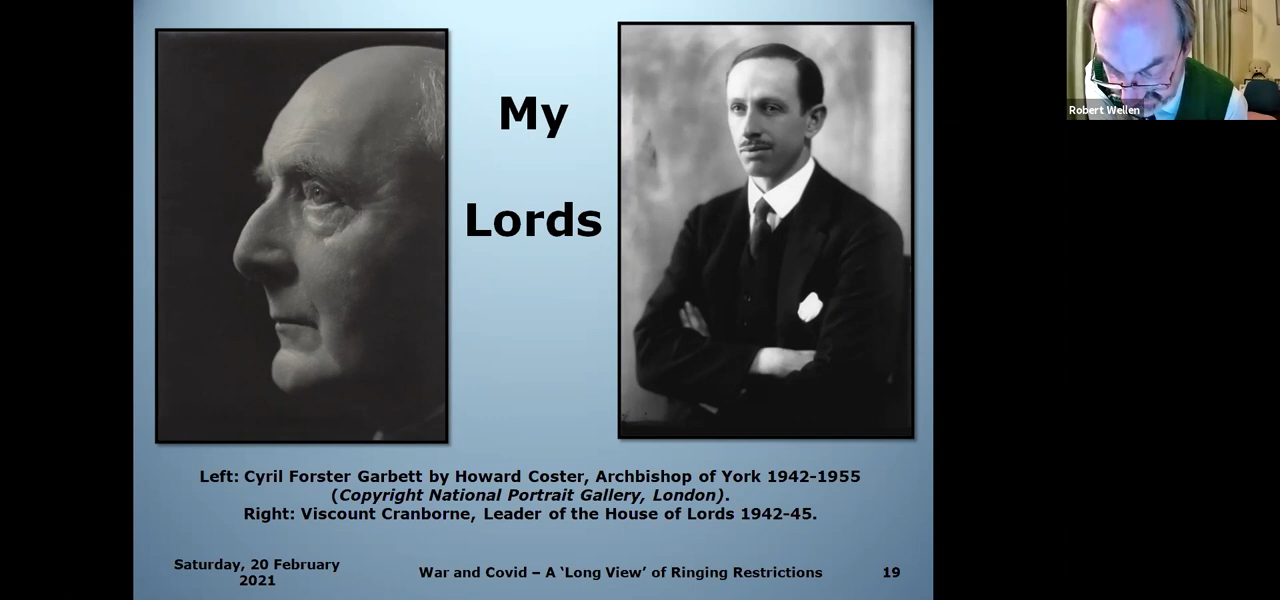 My
Lords
Robert Wellen
Left: Cyril Forster Garbett by Howard Coster, Archbishop of York 1942-1955
(Copyright National Portrait Gallery, London).
Right: Viscount Cranborne, Leader of the House of Lords 1942-45.
Saturday, 20 February
2021
War and Covid – A ‘Long View’ of Ringing Restrictions
19